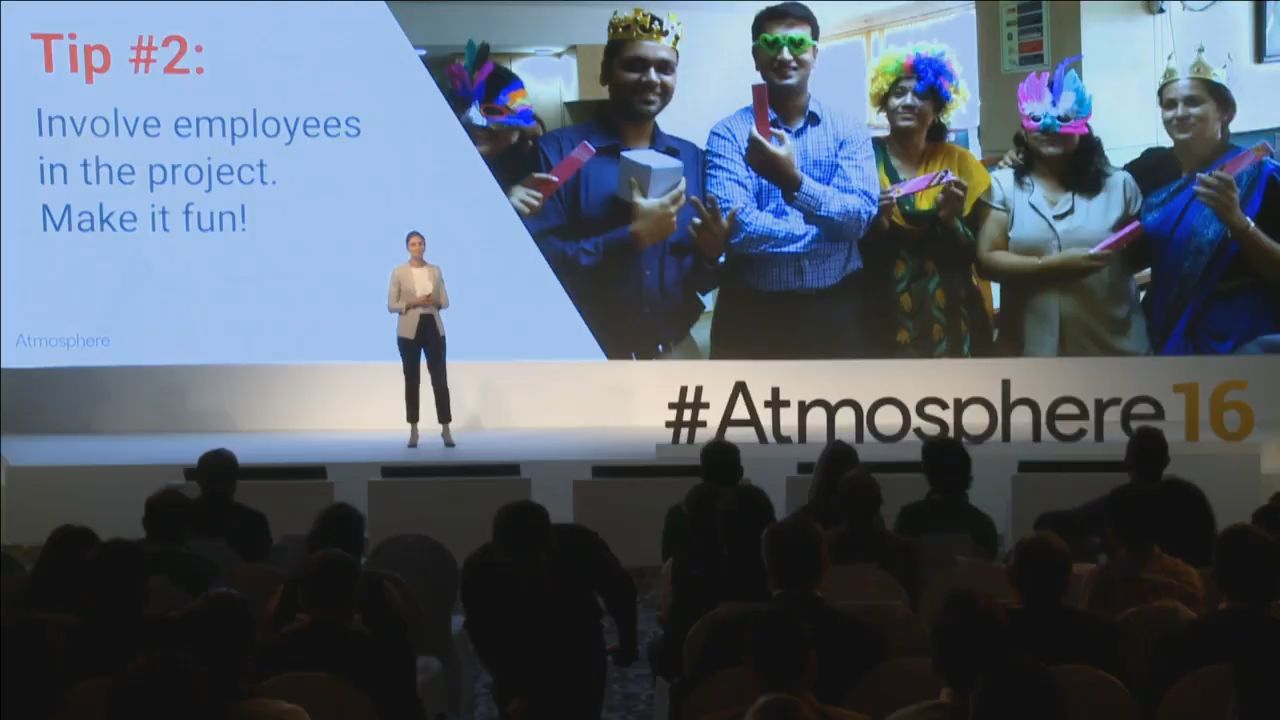 Tip #2:
Involve employees
in the project.
Make it fun!
Atmosphere
#Atmosphere16